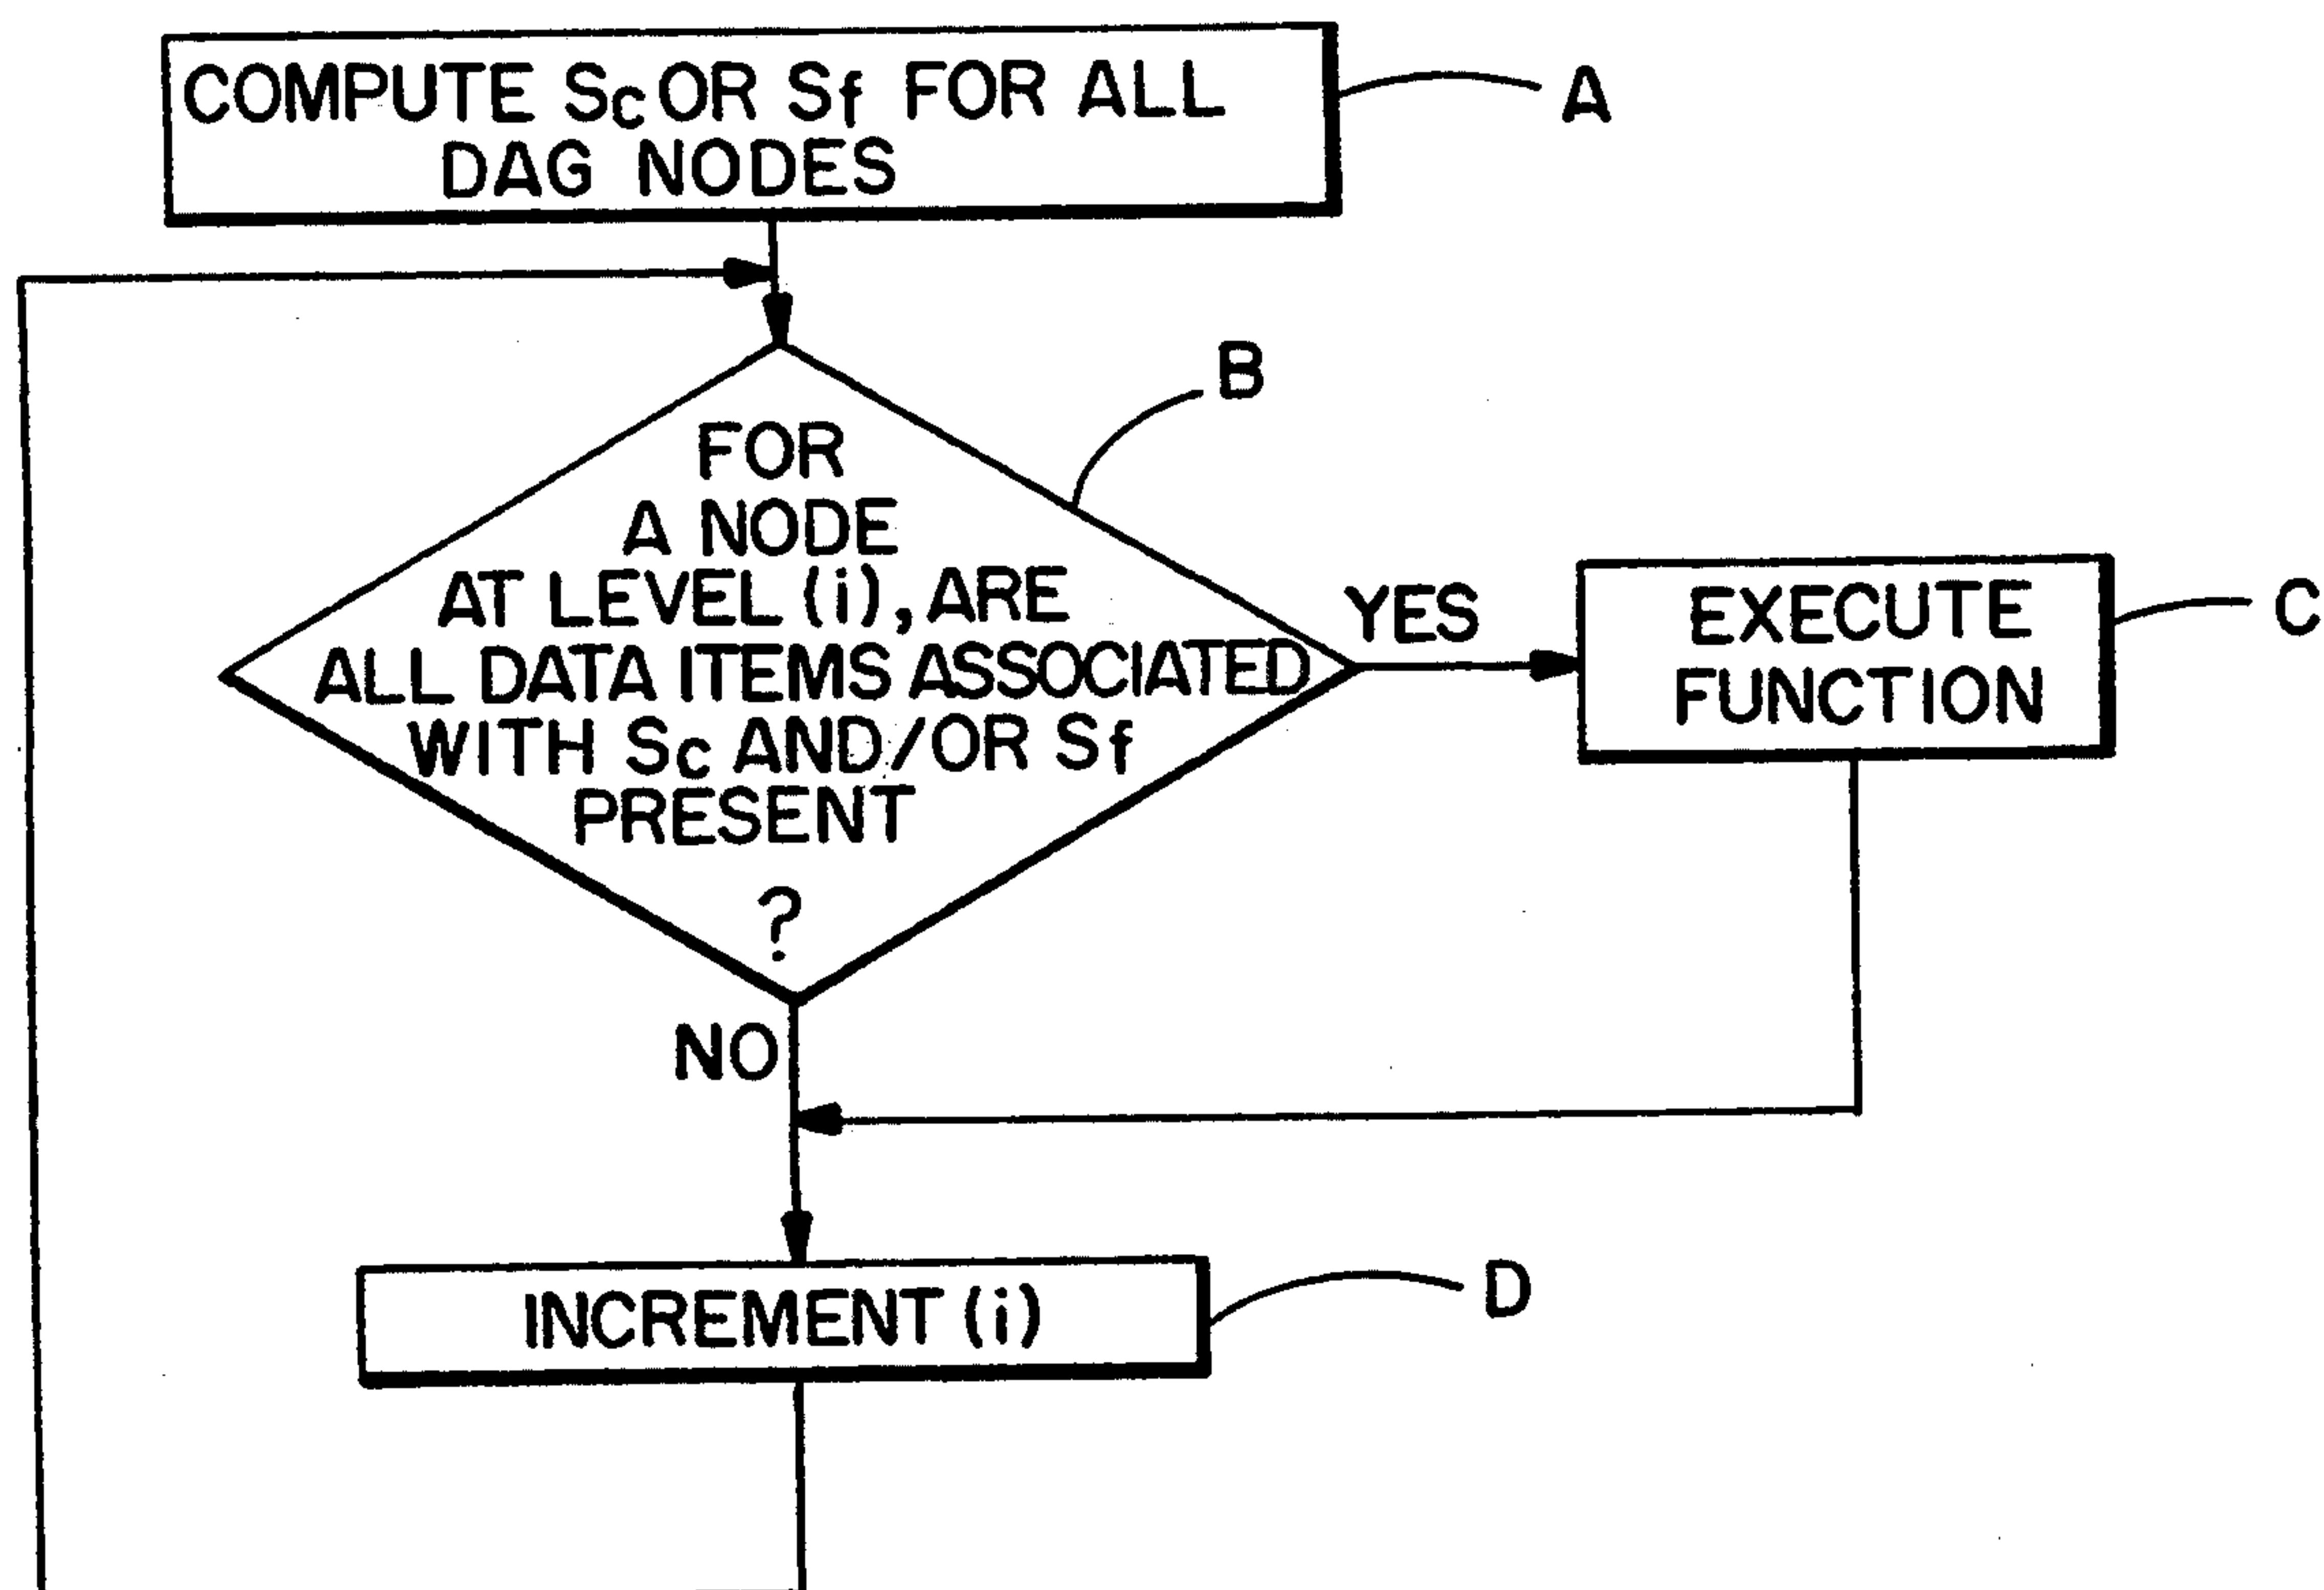 COMPUTE Sc OR Sf FOR ALL
DAG NODES
A
B
FOR
A NODE
AT LEVEL (i), ARE
ALL DATA ITEMS ASSOCIATED
WITH Sc AND/OR Sf
PRESENT
?
YES
EXECUTE
FUNCTION
C
NO
INCREMENT (i)
D